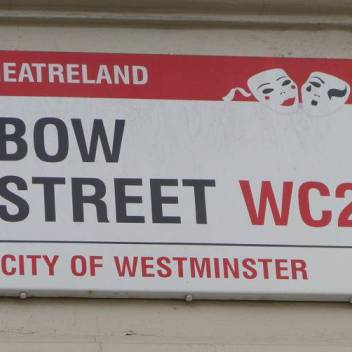 EATRELAND
BOW
STREET WC2
CITY OF WESTMINSTER